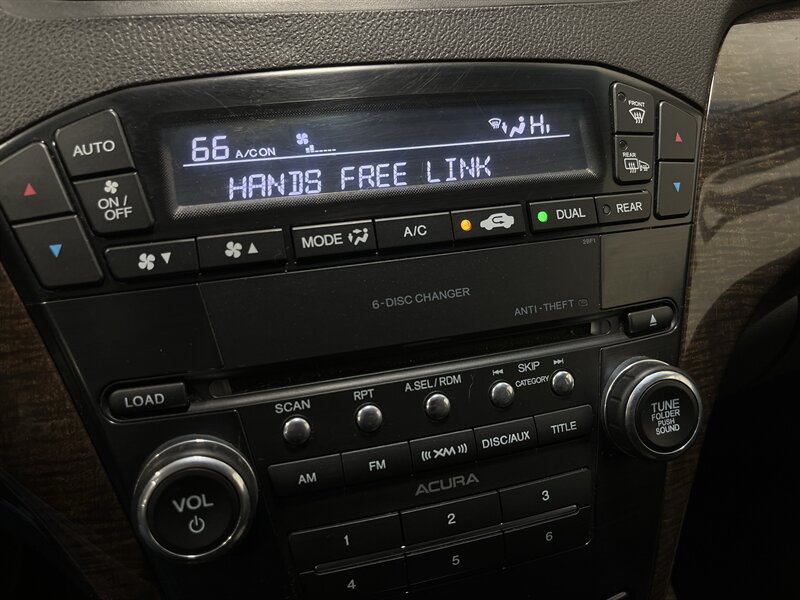 66 A/C ON Hi
HANDS FREE LINK
AUTO
ON/
OFF
FRONT
REAR
MODE
A/C
DUAL
REAR
28F1
6-DISC CHANGER
ANTI-THEFT
LOAD
SCAN
RPT
A.SEL/RDM
SKIP
CATEGORY
AM
FM
XM
DISC/AUX
TITLE
TUNE
FOLDER
PUSH
SOUND
VOL
ACURA
1
2
3
4
5
6